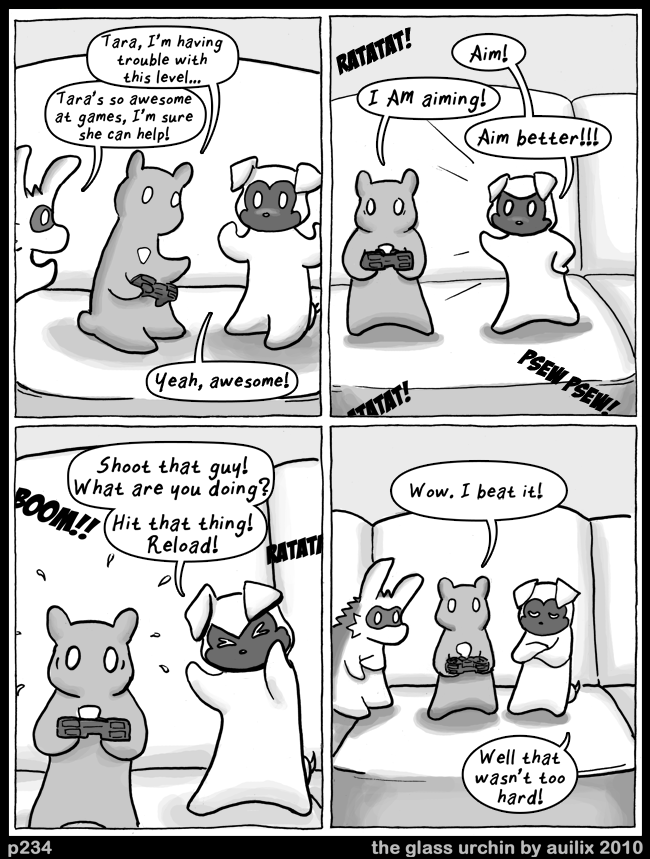 Tara, I'm having
trouble with
this level...
Tara's so awesome
at games, I'm sure
she can help!
Yeah, awesome!
RATATAT!
Aim!
I AM aiming!
Aim better!!!
TATAT!
PSEW PSEW!
Shoot that guy!
What are you doing?
Hit that thing!
Reload!
BOOM!!
RATATA
Wow. I beat it!
Well that
wasn't too
hard!
p234
the glass urchin by auilix 2010